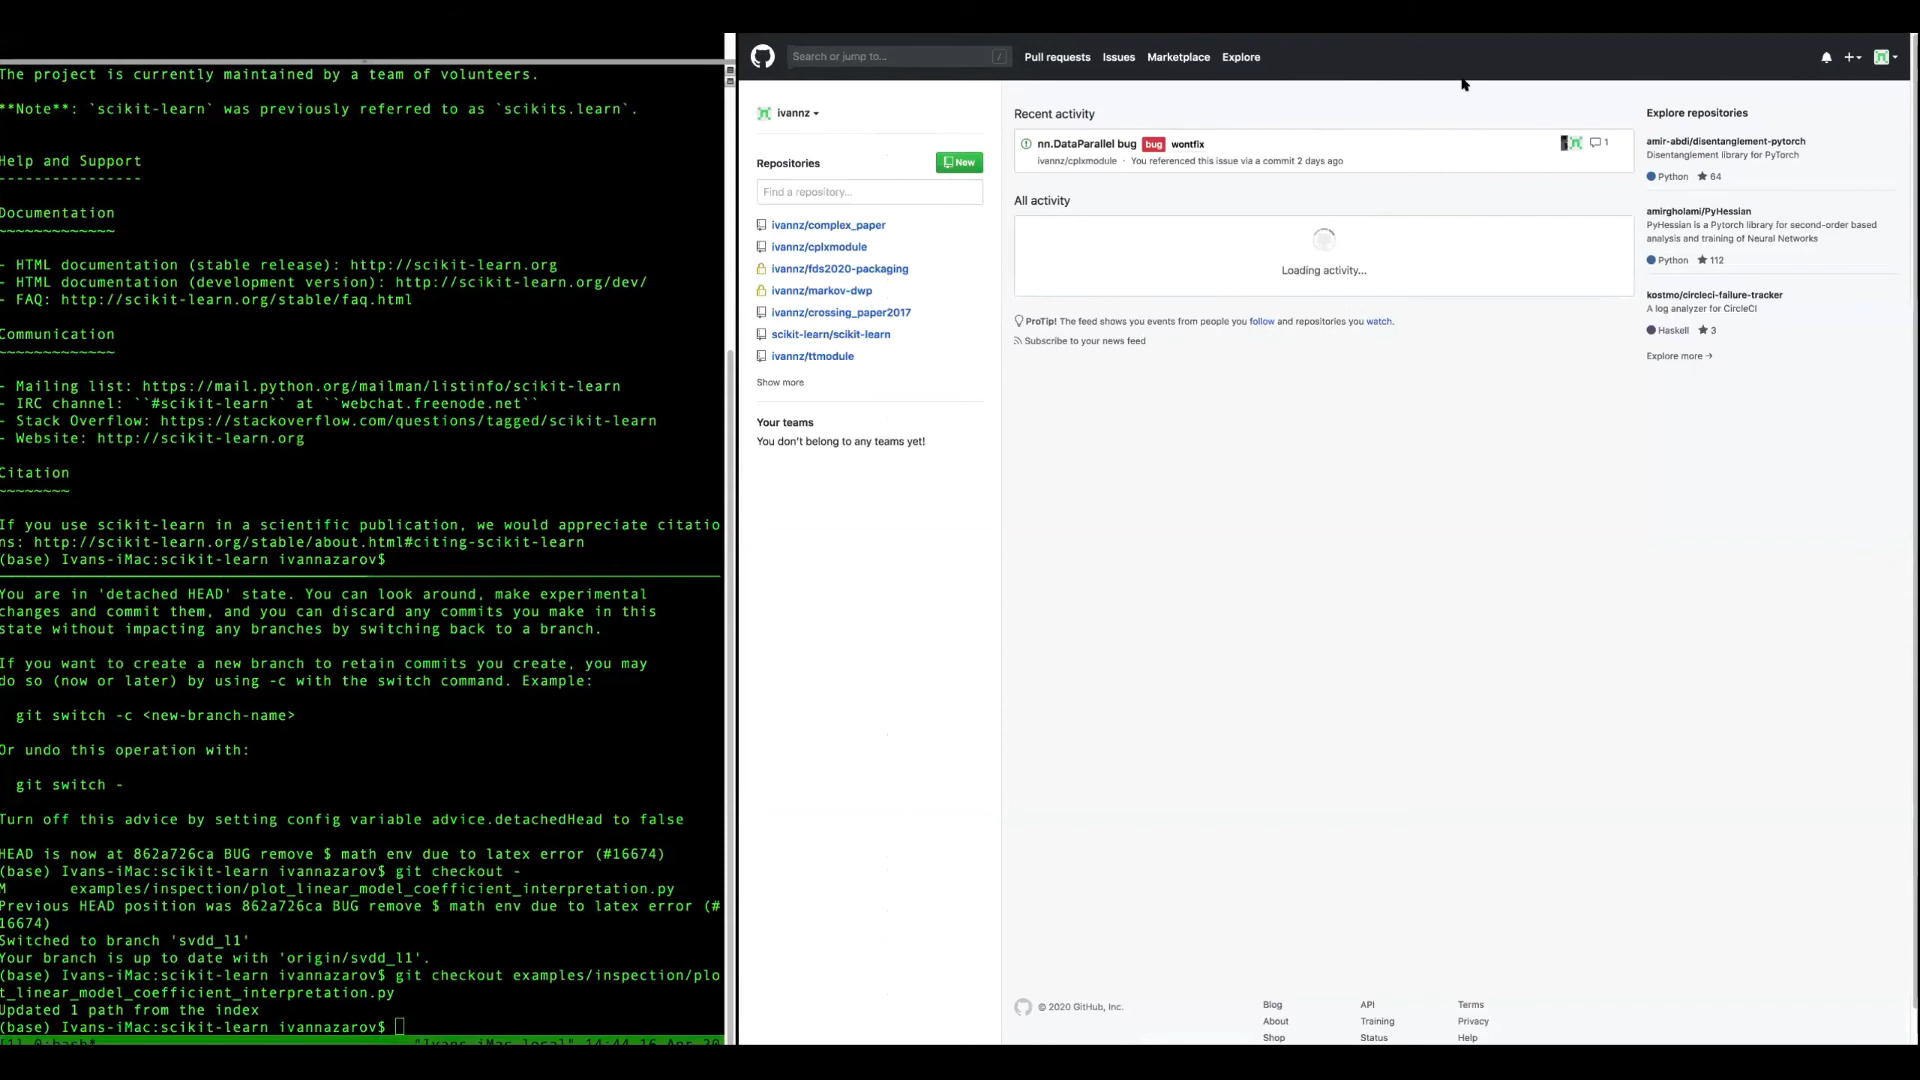 The project is currently maintained by a team of volunteers.
**Note**: `scikit-learn` was previously referred to as `scikits.learn`.
Help and Support
----------------
Documentation
~~~~~~~~~~~~~
- HTML documentation (stable release): http://scikit-learn.org
- HTML documentation (development version): http://scikit-learn.org/dev/
- FAQ: http://scikit-learn.org/stable/faq.html
Communication
~~~~~~~~~~~~~
- Mailing list: https://mail.python.org/mailman/listinfo/scikit-learn
- IRC channel: ``#scikit-learn`` at ``webchat.freenode.net``
- Stack Overflow: https://stackoverflow.com/questions/tagged/scikit-learn
- Website: http://scikit-learn.org
Citation
~~~~~~~~
If you use scikit-learn in a scientific publication, we would appreciate citatio
ns: http://scikit-learn.org/stable/about.html#citing-scikit-learn
(base) Ivans-iMac:scikit-learn ivannazarov$
You are in 'detached HEAD' state. You can look around, make experimental
changes and commit them, and you can discard any commits you make in this
state without impacting any branches by switching back to a branch.
If you want to create a new branch to retain commits you create, you may
do so (now or later) by using -c with the switch command. Example:
git switch -c <new-branch-name>
Or undo this operation with:
git switch -
Turn off this advice by setting config variable advice.detachedHead to false
HEAD is now at 862a726ca BUG remove $ math env due to latex error (#16674)
(base) Ivans-iMac:scikit-learn ivannazarov$ git checkout -
M examples/inspection/plot_linear_model_coefficient_interpretation.py
Previous HEAD position was 862a726ca BUG remove $ math env due to latex error (#
16674)
Switched to branch 'svdd_l1'
Your branch is up to date with 'origin/svdd_l1'.
(base) Ivans-iMac:scikit-learn ivannazarov$ git checkout examples/inspection/plo
t_linear_model_coefficient_interpretation.py
Updated 1 path from the index
(base) Ivans-iMac:scikit-learn ivannazarov$
[1] 0:bash* "Ivans-iMac.local" 14:44 16-Apr-20
Search or jump to... /
Pull requests Issues Marketplace Explore
ivannz
Repositories New
Find a repository...
ivannz/complex_paper
ivannz/cplxmodule
ivannz/fds2020-packaging
ivannz/markov-dwp
ivannz/crossing_paper2017
scikit-learn/scikit-learn
ivannz/ttmodule
Show more
Your teams
You don't belong to any teams yet!
Recent activity
nn.DataParallel bug bug wontfix 1
ivannz/cplxmodule · You referenced this issue via a commit 2 days ago
All activity
Loading activity...
ProTip! The feed shows you events from people you follow and repositories you watch.
Subscribe to your news feed
Explore repositories
amir-abdi/disentanglement-pytorch
Disentanglement library for PyTorch
Python 64
amirgholami/PyHessian
PyHessian is a Pytorch library for second-order based
analysis and training of Neural Networks
Python 112
kostmo/circleci-failure-tracker
A log analyzer for CircleCI
Haskell 3
Explore more →
© 2020 GitHub, Inc.
Blog API Terms
About Training Privacy
Shop Status Help